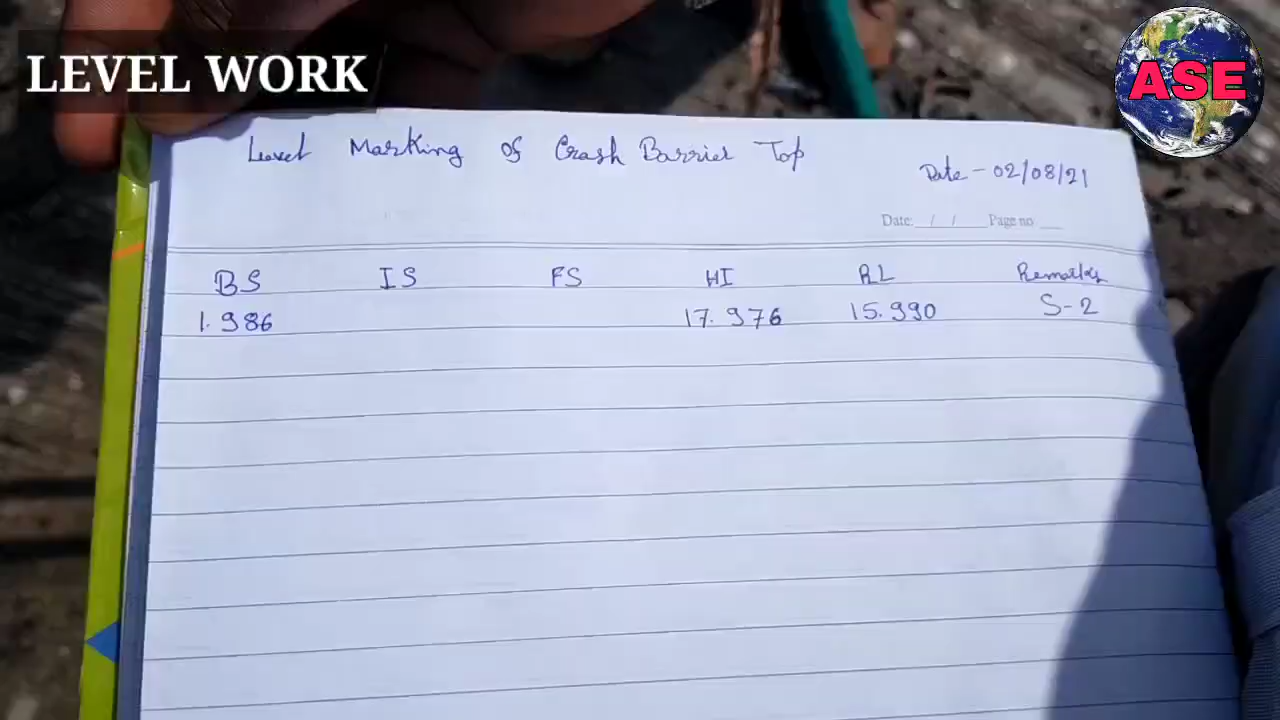 LEVEL WORK
ASE
Level Marking of Crash Barrier Top
Date - 02/08/21
Date: / / Page no
BS IS FS HI RL Remarks
1.986 17.976 15.990 S-2